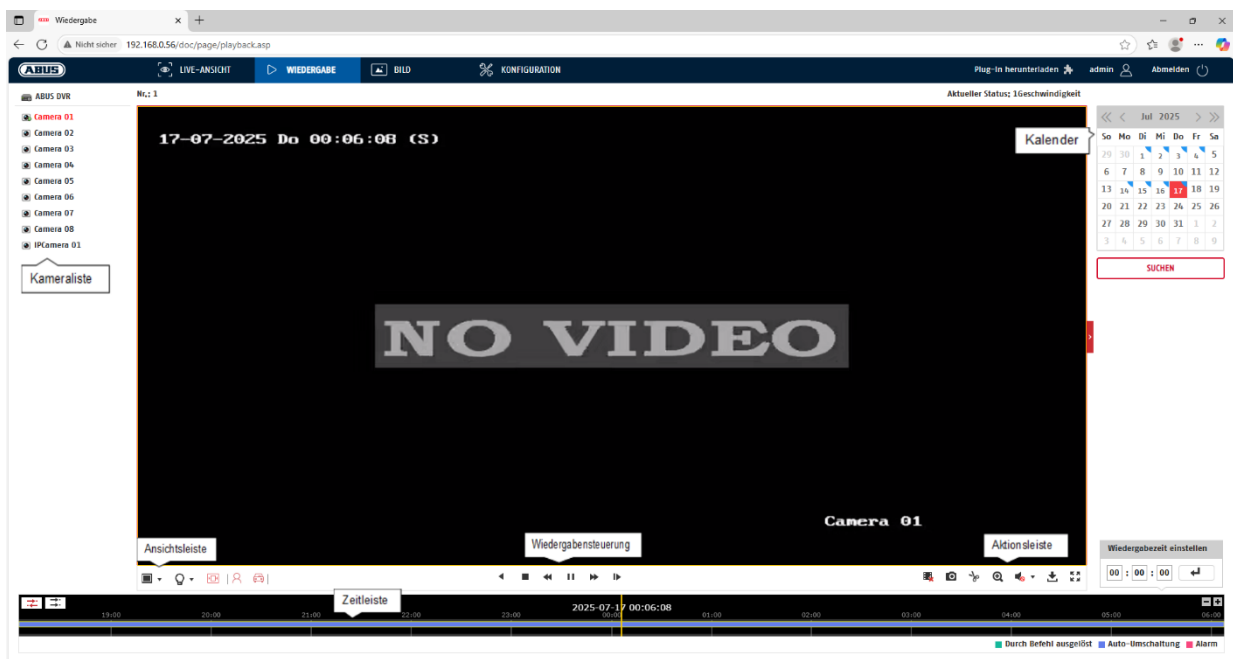 Wiedergabe
Nicht sicher 192.168.0.56/doc/page/playback.asp
ABUS LIVE-ANSICHT WIEDERGABE BILD KONFIGURATION Plug-In herunterladen admin Abmelden
ABUS DVR
Nr.: 1 Aktueller Status: 1Geschwindigkeit
Camera 01
Camera 02
Camera 03
Camera 04
Camera 05
Camera 06
Camera 07
Camera 08
IPCamera 01
Kameraliste
17-07-2025 Do 00:06:08 (S)
NO VIDEO
Camera 01
Kalender
Jul 2025
So Mo Di Mi Do Fr Sa
29 30 1 2 3 4 5
6 7 8 9 10 11 12
13 14 15 16 17 18 19
20 21 22 23 24 25 26
27 28 29 30 31 1 2
3 4 5 6 7 8 9
SUCHEN
Ansichtsleiste
Wiedergabensteuerung
Aktionsleiste
Wiedergabezeit einstellen
00 : 00 : 00
Zeitleiste
2025-07-17 00:06:08
19:00 20:00 21:00 22:00 23:00 00:00 01:00 02:00 03:00 04:00 05:00 06:00
Durch Befehl ausgelöst Auto-Umschaltung Alarm